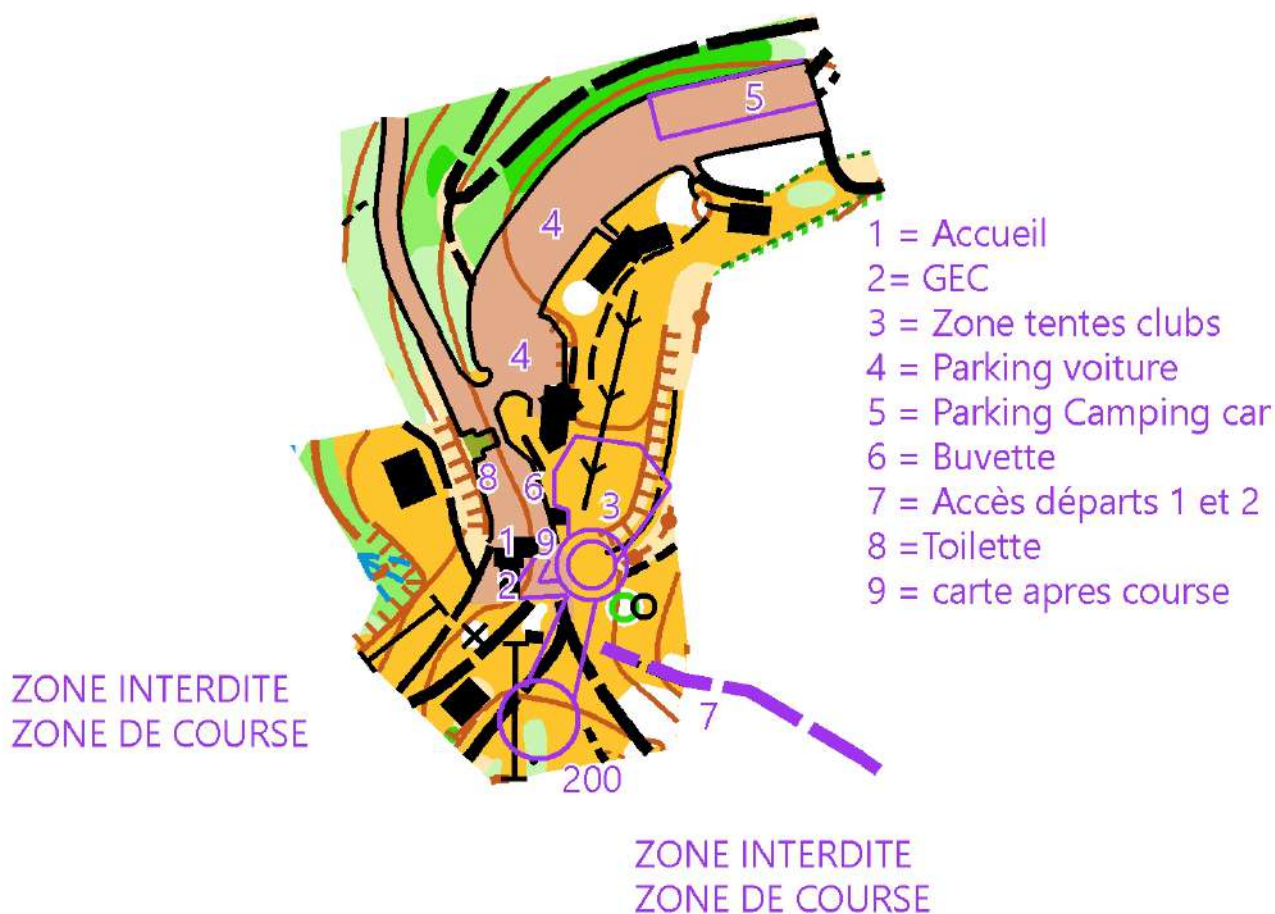 5
4
4
8
6
3
1
9
2
7
200
1 = Accueil
2= GEC
3 = Zone tentes clubs
4 = Parking voiture
5 = Parking Camping car
6 = Buvette
7 = Accès départs 1 et 2
8 =Toilette
9 = carte apres course
ZONE INTERDITE
ZONE DE COURSE
ZONE INTERDITE
ZONE DE COURSE